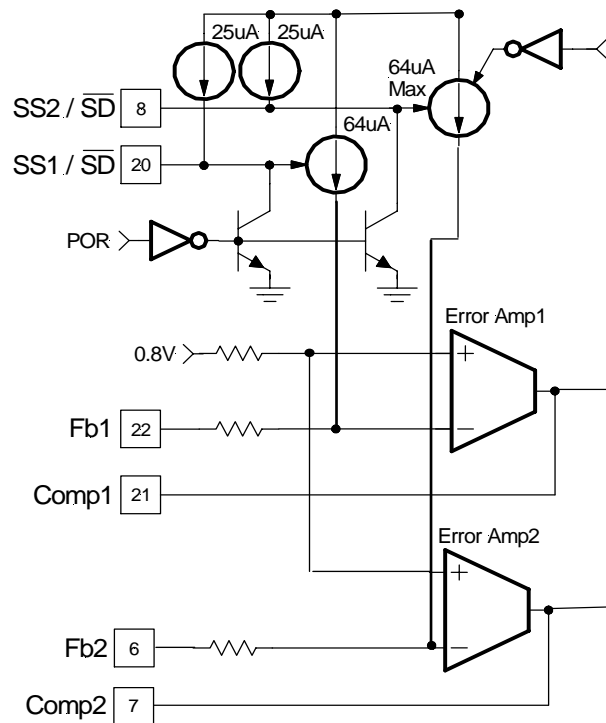 25uA 25uA
64uA
Max
SS2 / SD 8
64uA
SS1 / SD 20
POR
Error Amp1
0.8V
+
Fb1 22
−
Comp1 21
Error Amp2
+
Fb2 6
−
Comp2 7